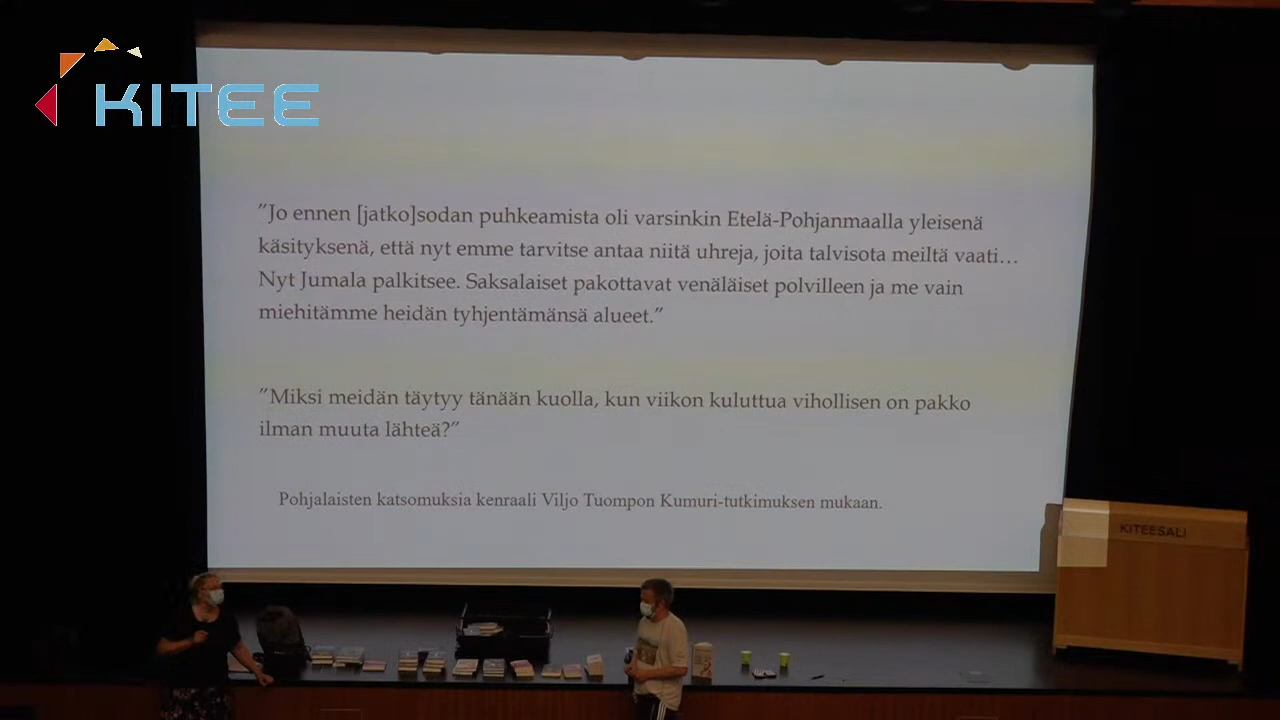 KITEE
”Jo ennen [jatko]sodan puhkeamista oli varsinkin Etelä-Pohjanmaalla yleisenä
käsityksenä, että nyt emme tarvitse antaa niitä uhreja, joita talvisota meiltä vaati…
Nyt Jumala palkitsee. Saksalaiset pakottavat venäläiset polvilleen ja me vain
miehitämme heidän tyhjentämänsä alueet.”
”Miksi meidän täytyy tänään kuolla, kun viikon kuluttua vihollisen on pakko
ilman muuta lähteä?”
Pohjalaisten katsomuksia kenraali Viljo Tuompon Kumuri-tutkimuksen mukaan.
KITEESALI